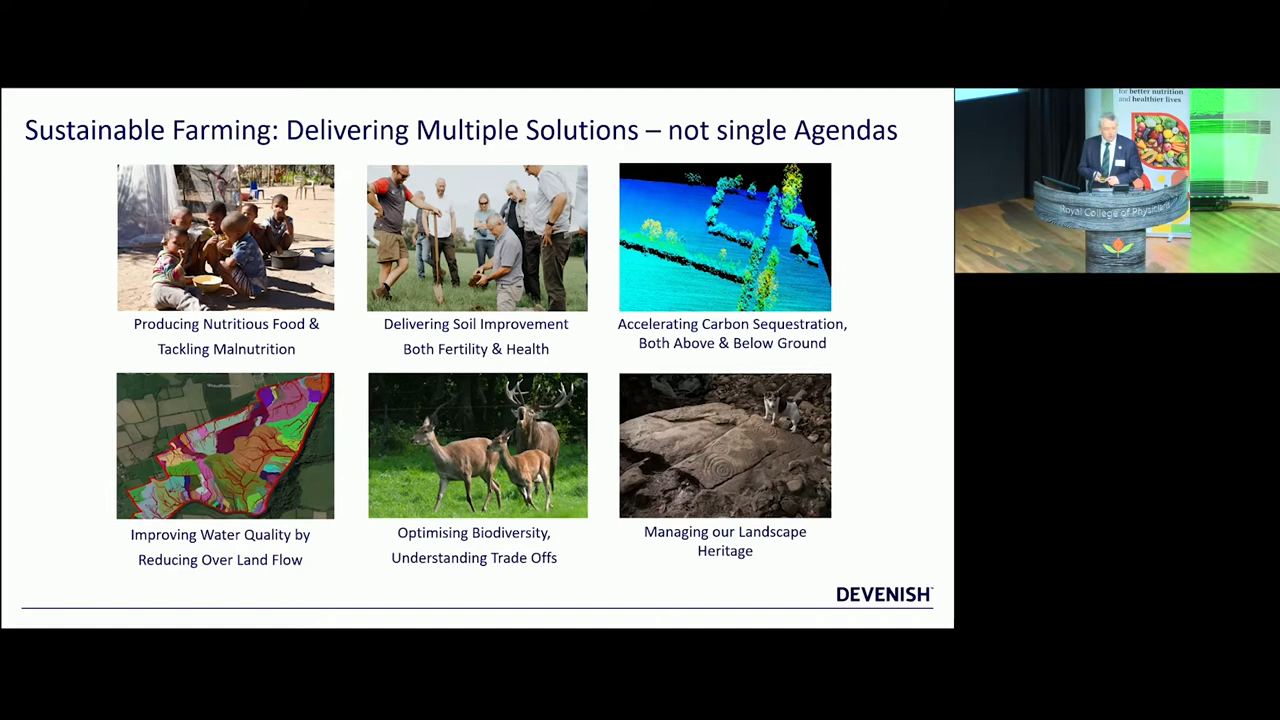 Sustainable Farming: Delivering Multiple Solutions – not single Agendas
Producing Nutritious Food &
Tackling Malnutrition
Delivering Soil Improvement
Both Fertility & Health
Accelerating Carbon Sequestration,
Both Above & Below Ground
Improving Water Quality by
Reducing Over Land Flow
Optimising Biodiversity,
Understanding Trade Offs
Managing our Landscape
Heritage
DEVENISH
for better nutrition
and healthier lives
Royal College of Physicians